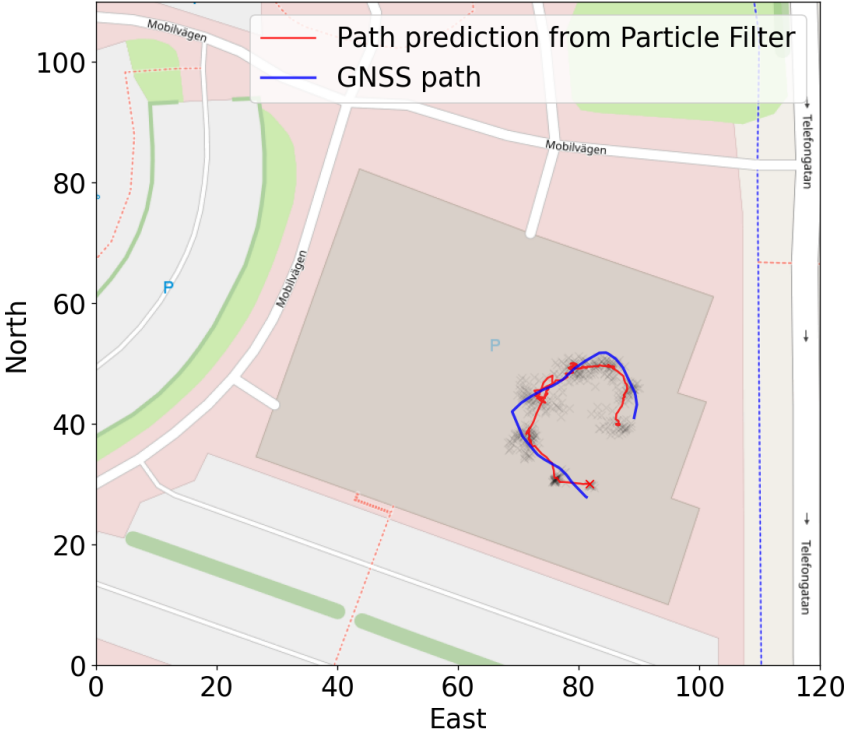 Mobilvägen
Path prediction from Particle Filter
GNSS path
Telefongatan
Mobilvägen
P
Mobilvägen
P
Telefongatan
North
100
80
60
40
20
0
0 20 40 60 80 100 120
East